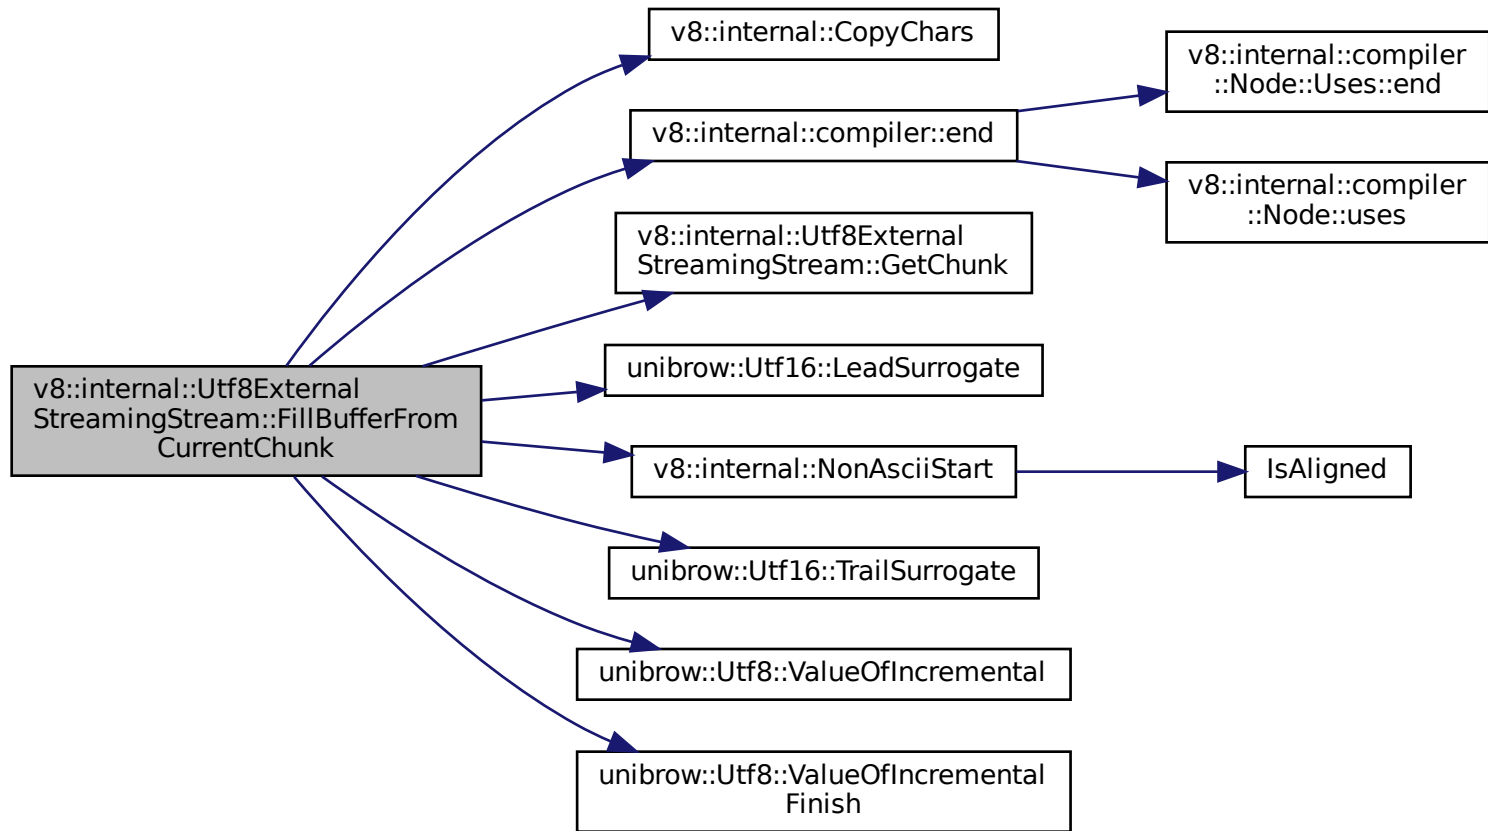 v8::internal::CopyChars
v8::internal::compiler
::Node::Uses::end
v8::internal::compiler::end
v8::internal::compiler
::Node::uses
v8::internal::Utf8External
StreamingStream::GetChunk
v8::internal::Utf8External
StreamingStream::FillBufferFrom
CurrentChunk
unibrow::Utf16::LeadSurrogate
v8::internal::NonAsciiStart
IsAligned
unibrow::Utf16::TrailSurrogate
unibrow::Utf8::ValueOfIncremental
unibrow::Utf8::ValueOfIncremental
Finish